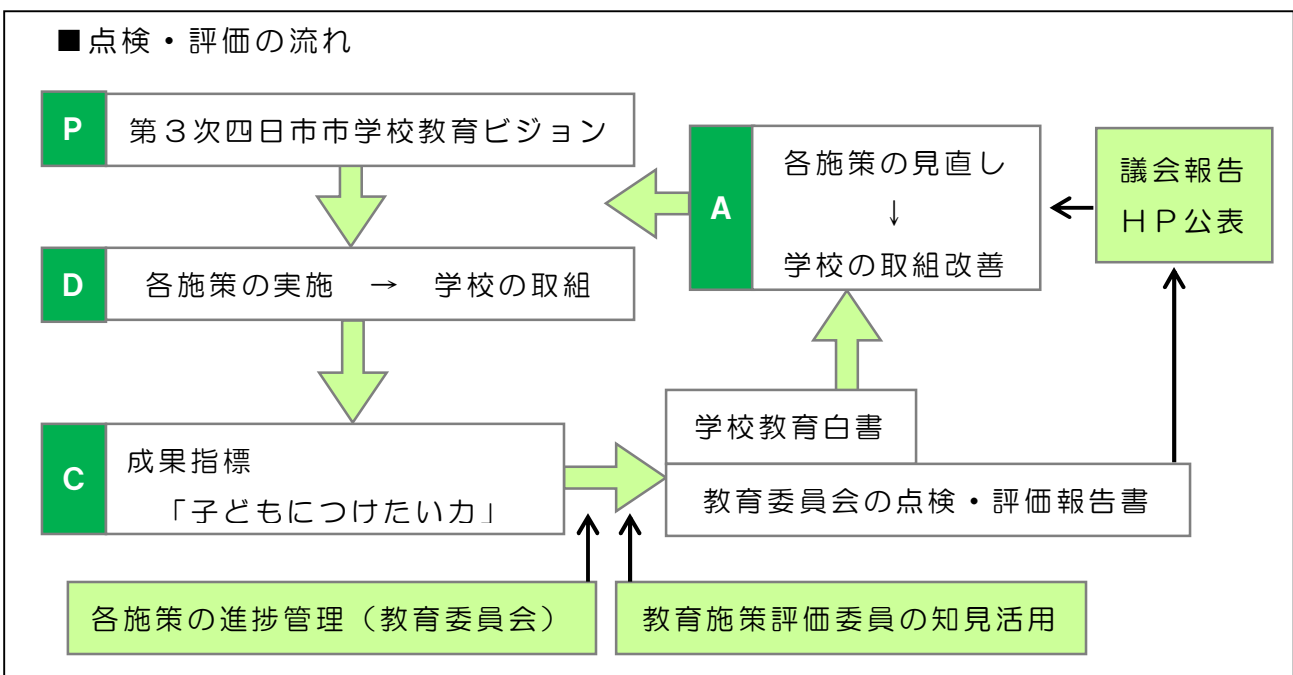 ■点検・評価の流れ
P
第3次四日市市学校教育ビジョン
D
各施策の実施 → 学校の取組
C
成果指標
「子どもにつけたい力」
各施策の進捗管理（教育委員会）
教育施策評価委員の知見活用
学校教育白書
教育委員会の点検・評価報告書
A
各施策の見直し
↓
学校の取組改善
議会報告
ＨＰ公表